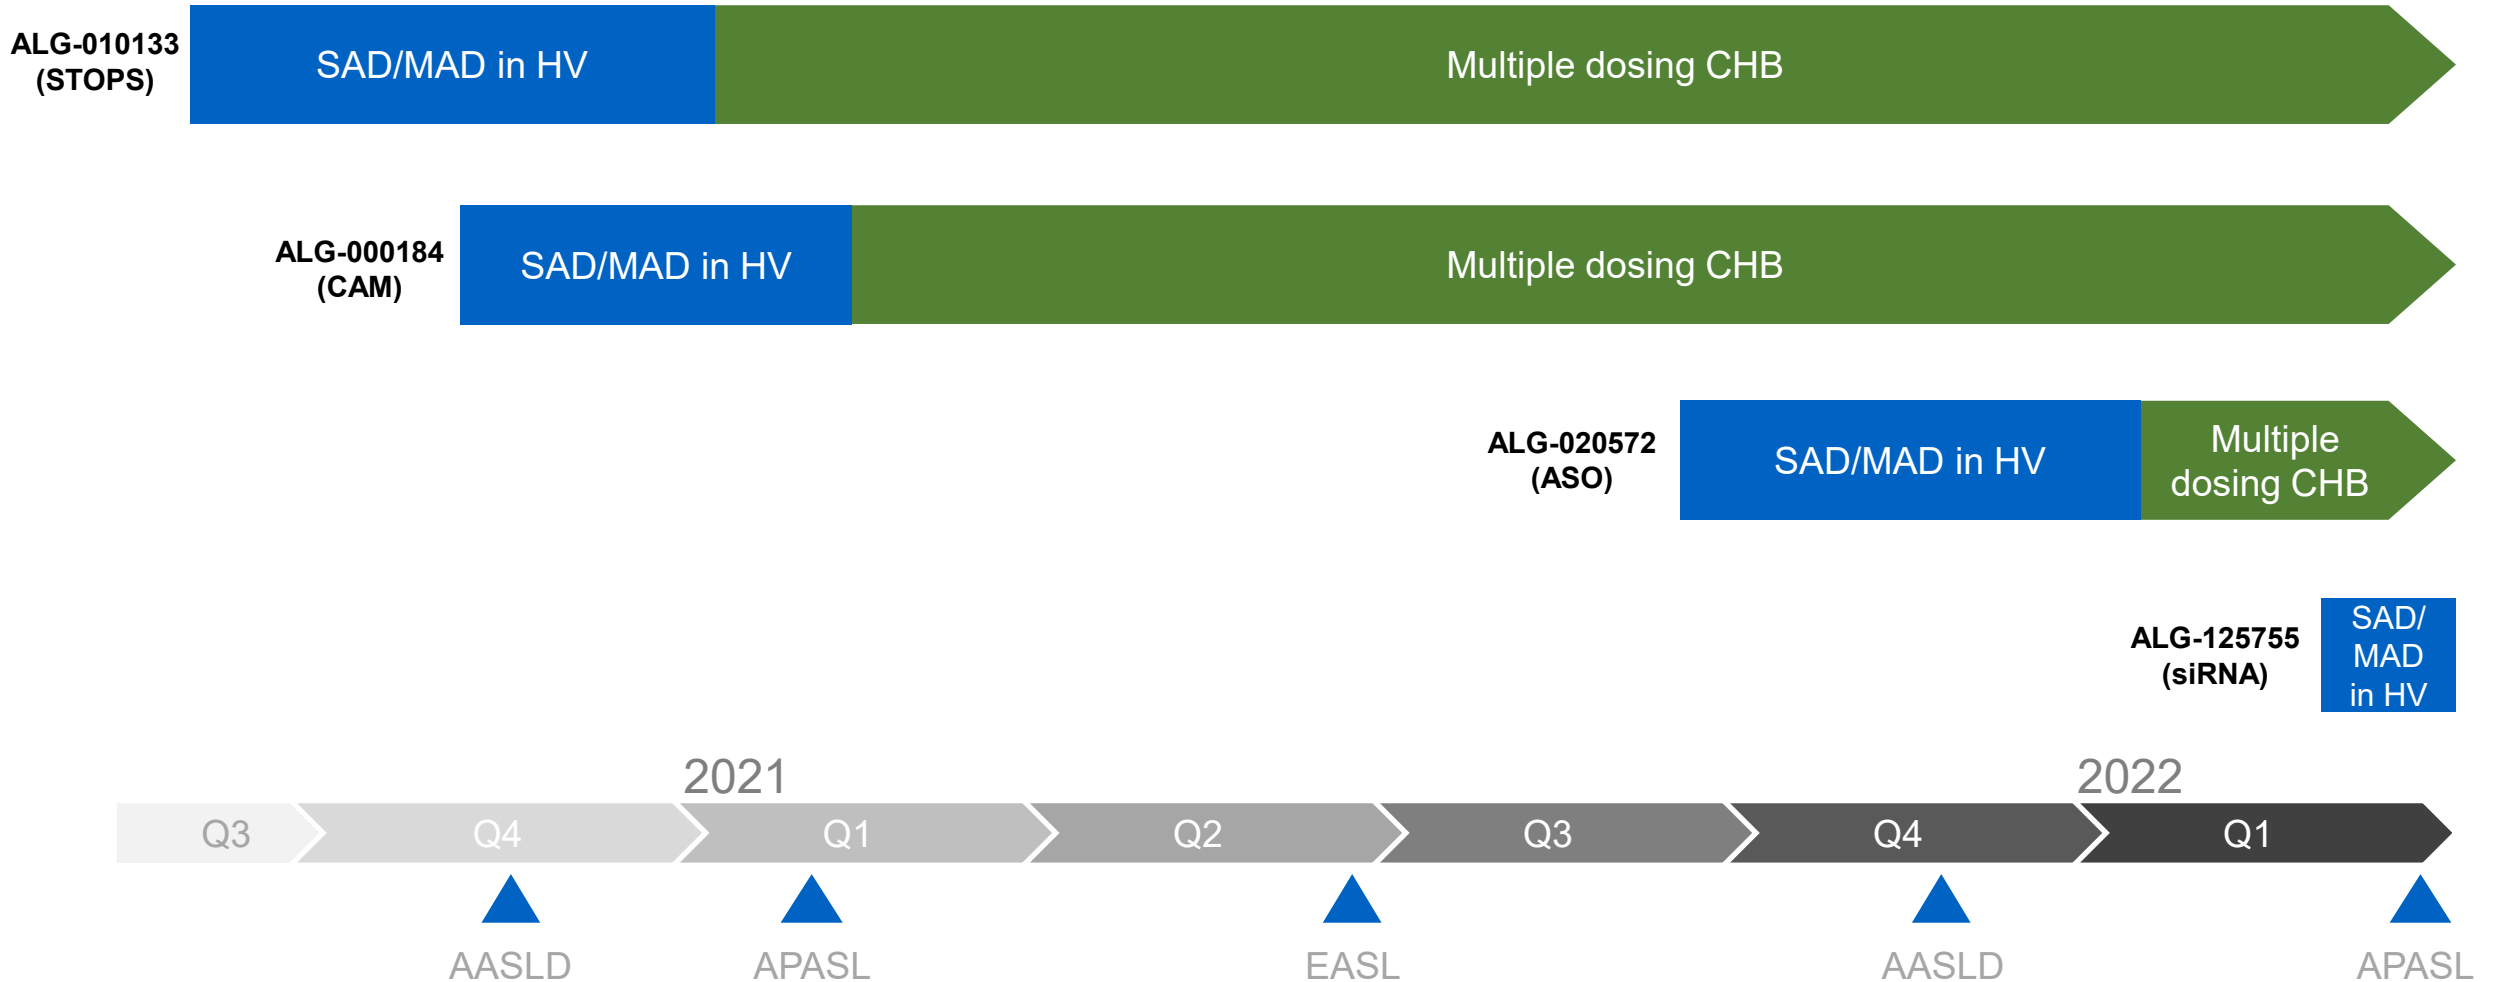 ALG-010133
(STOPS)
SAD/MAD in HV
Multiple dosing CHB
ALG-000184
(CAM)
SAD/MAD in HV
Multiple dosing CHB
ALG-020572
(ASO)
SAD/MAD in HV
Multiple
dosing CHB
ALG-125755
(siRNA)
SAD/
MAD
in HV
2021
2022
Q3
Q4
Q1
Q2
Q3
Q4
Q1
AASLD
APASL
EASL
AASLD
APASL